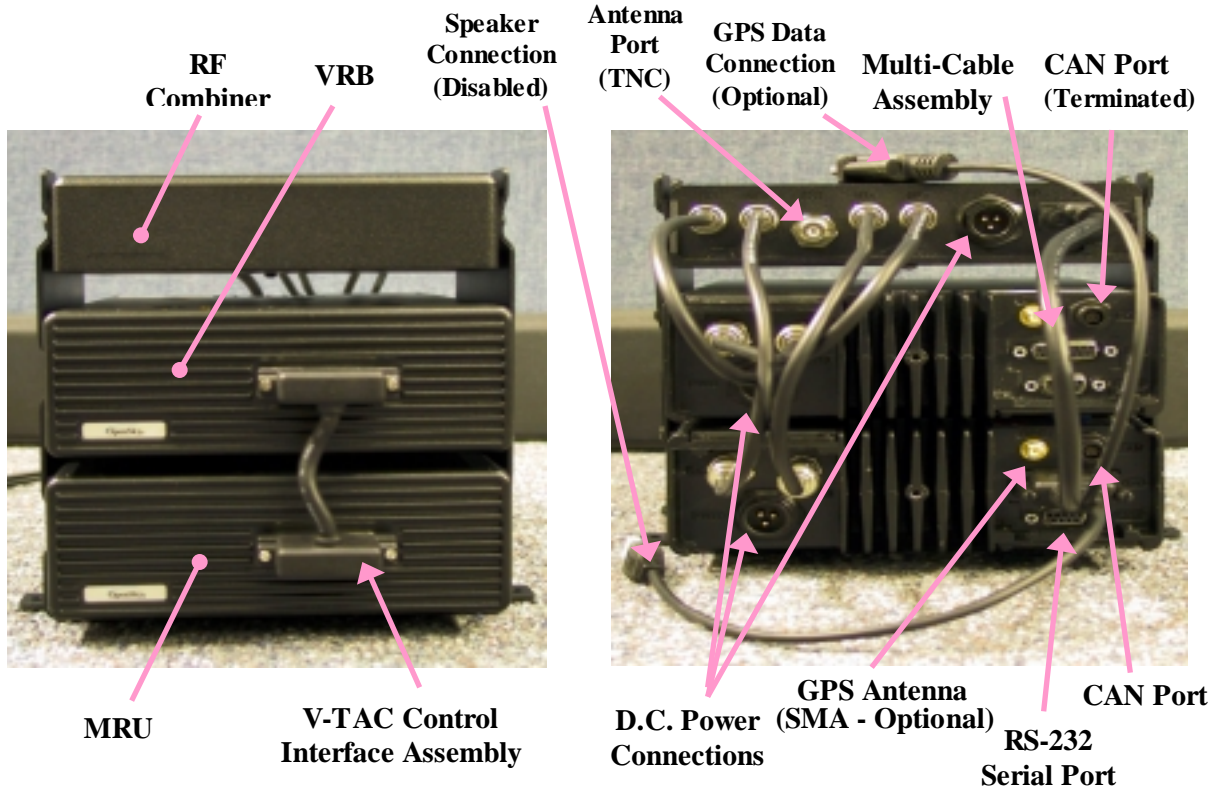 RF
Combiner
VRB
Speaker
Connection
(Disabled)
Antenna
Port
(TNC)
GPS Data
Connection
(Optional)
Multi-Cable
Assembly
CAN Port
(Terminated)
MRU
V-TAC Control
Interface Assembly
D.C. Power
Connections
GPS Antenna
(SMA - Optional)
RS-232
Serial Port
CAN Port